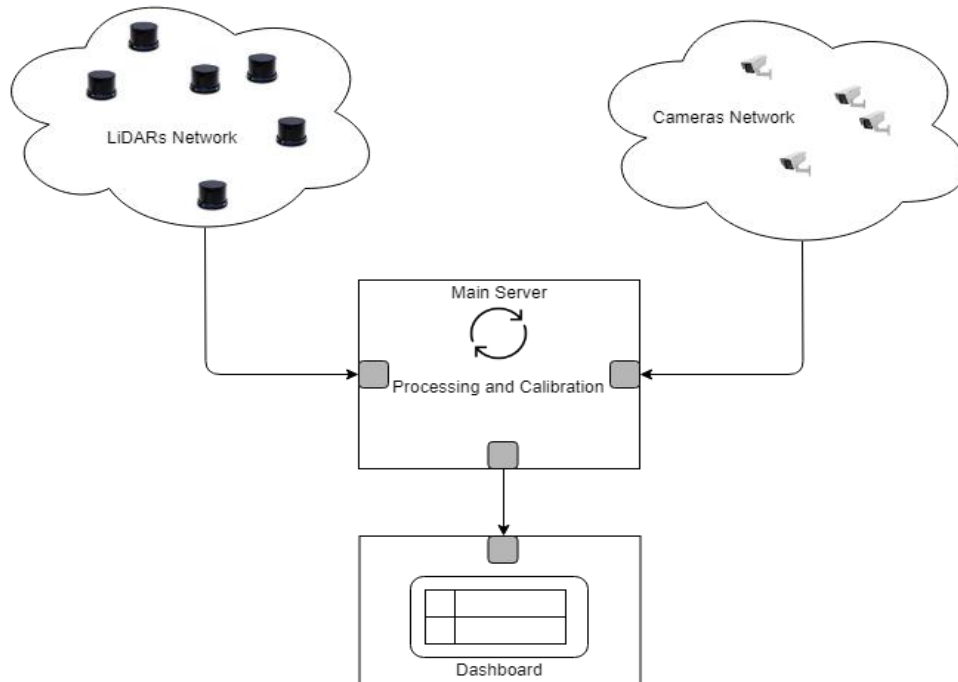 LiDARs Network
Cameras Network
Main Server
Processing and Calibration
Dashboard